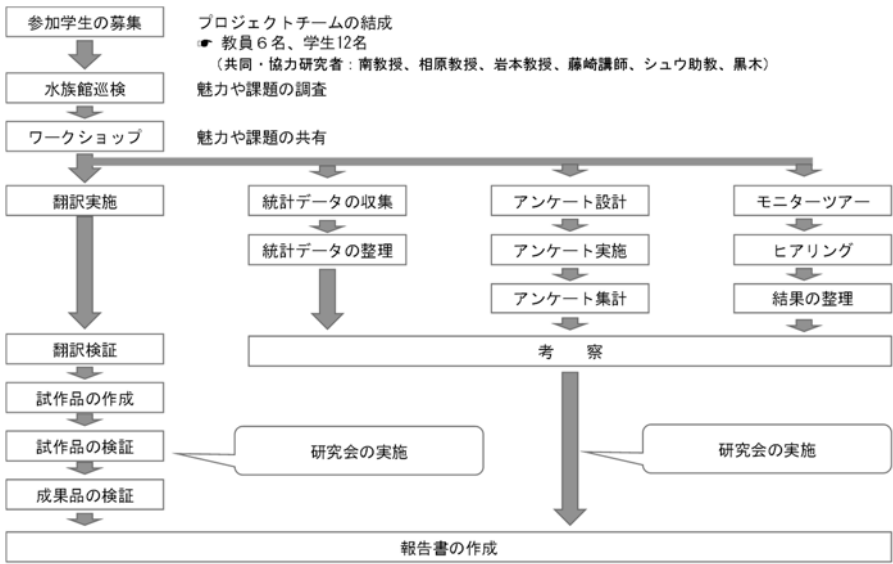 参加学生の募集
プロジェクトチームの結成
☛ 教員６名、学生12名
（共同・協力研究者：南教授、相原教授、岩本教授、藤崎講師、シュウ助教、黒木）
水族館巡検
魅力や課題の調査
ワークショップ
魅力や課題の共有
翻訳実施
統計データの収集
アンケート設計
モニターツアー
統計データの整理
アンケート実施
ヒアリング
アンケート集計
結果の整理
翻訳検証
考　　察
試作品の作成
試作品の検証
研究会の実施
研究会の実施
成果品の検証
報告書の作成